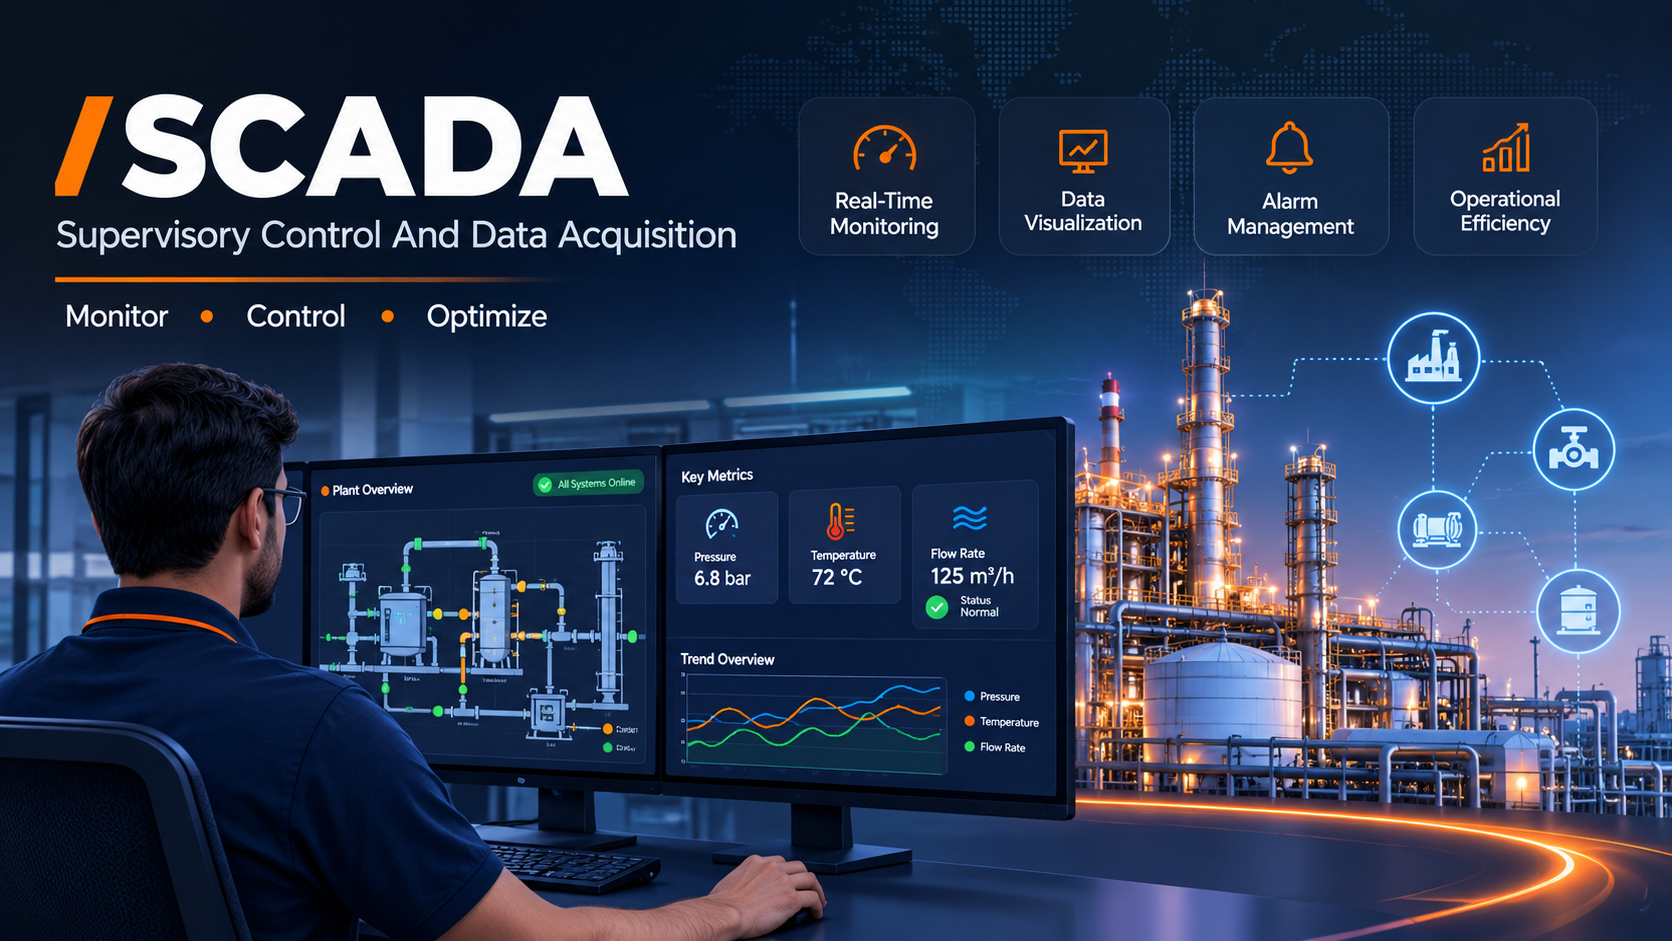 SCADA
Supervisory Control And Data Acquisition
Monitor • Control • Optimize
Real-Time
Monitoring
Data
Visualization
Alarm
Management
Operational
Efficiency
Plant Overview
All Systems Online
Key Metrics
Pressure
6.8 bar
Temperature
72 °C
Flow Rate
125 m³/h
Status
Normal
Trend Overview
Pressure
Temperature
Flow Rate